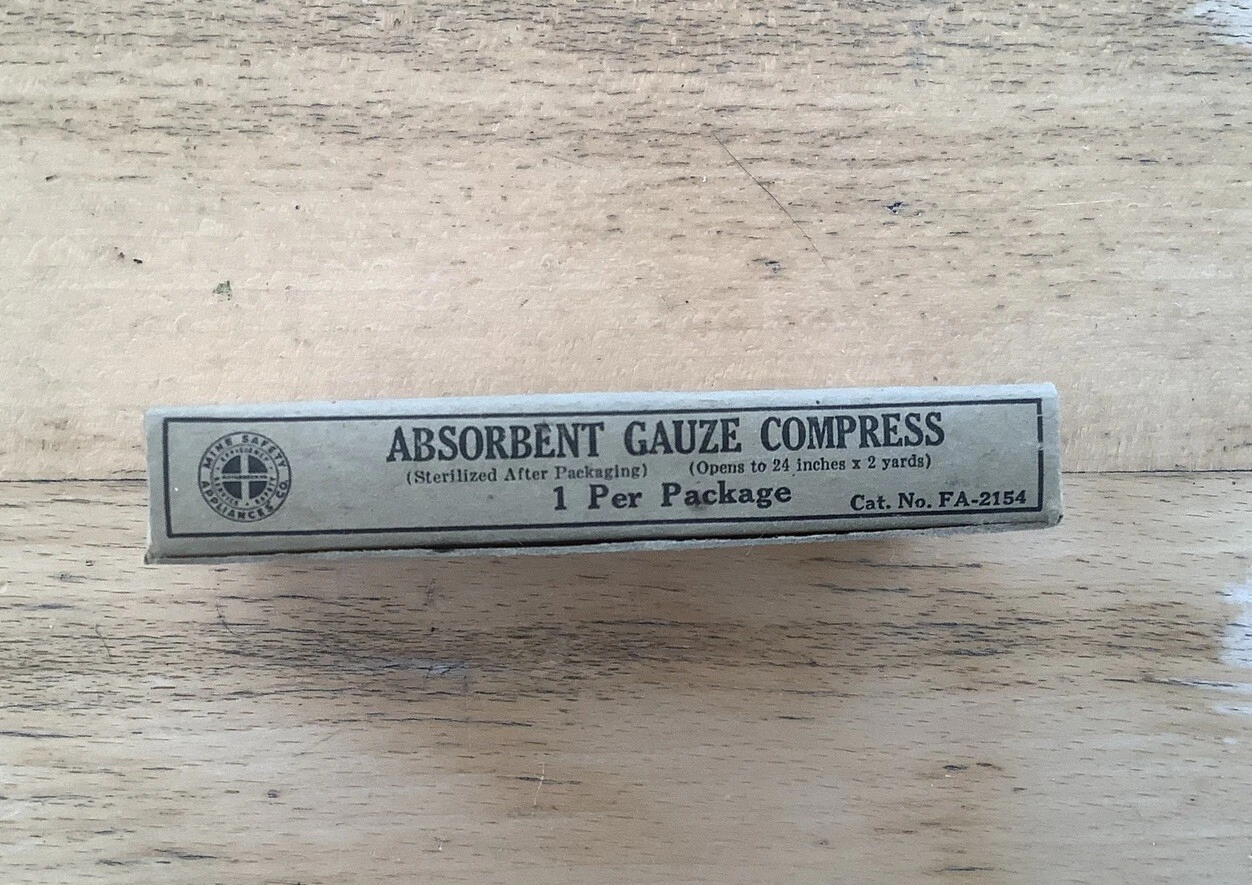 MINE SAFETY APPLIANCES CO.
ABSORBENT GAUZE COMPRESS
(Sterilized After Packaging) (Opens to 24 inches x 2 yards)
1 Per Package
Cat. No. FA-2154